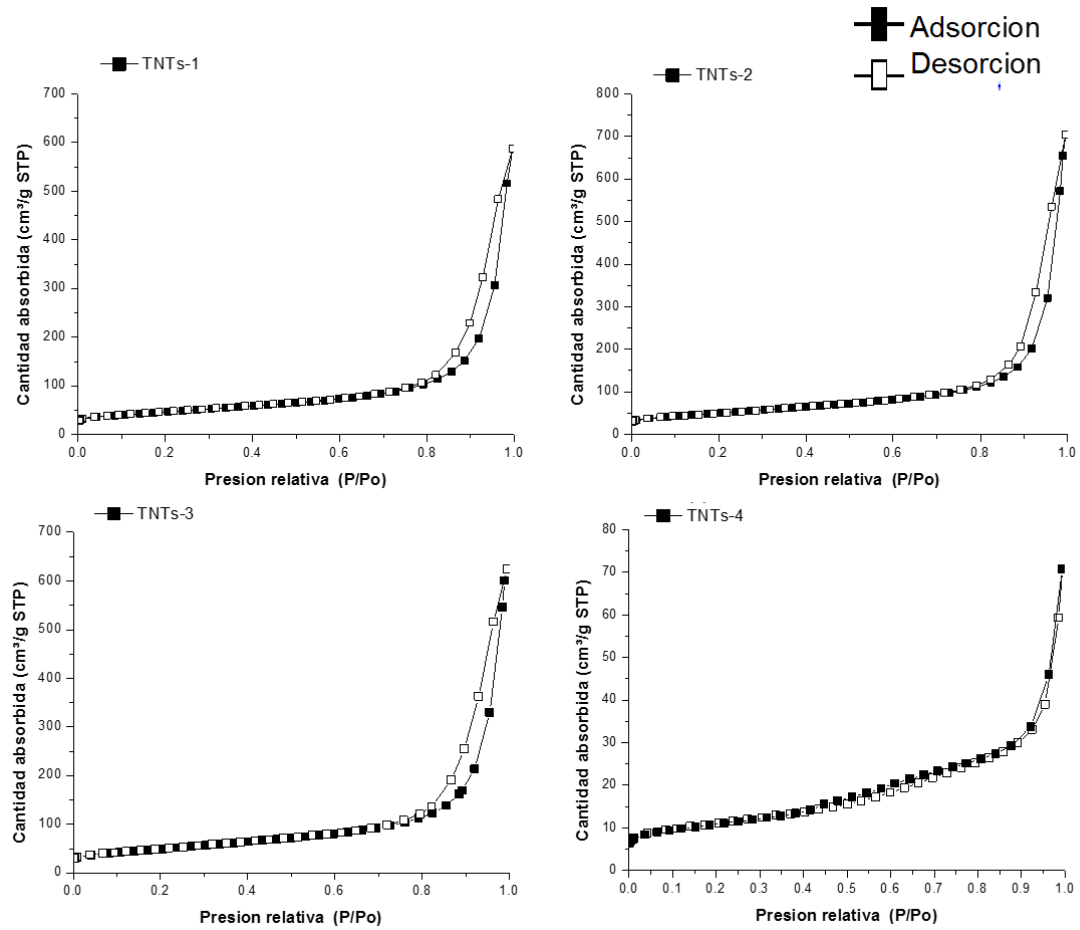 Adsorcion
Desorcion
TNTs-1
700
600
500
400
300
200
100
0
0.0 0.2 0.4 0.6 0.8 1.0
Cantidad absorbida (cm³/g STP)
Presion relativa (P/Po)
TNTs-2
800
700
600
500
400
300
200
100
0
0.0 0.2 0.4 0.6 0.8 1.0
Cantidad absorbida (cm³/g STP)
Presion relativa (P/Po)
TNTs-3
700
600
500
400
300
200
100
0
0.0 0.2 0.4 0.6 0.8 1.0
Cantidad absorbida (cm³/g STP)
Presion relativa (P/Po)
TNTs-4
80
70
60
50
40
30
20
10
0
0.0 0.1 0.2 0.3 0.4 0.5 0.6 0.7 0.8 0.9 1.0
Cantidad absorbida (cm³/g STP)
Presion relativa (P/Po)